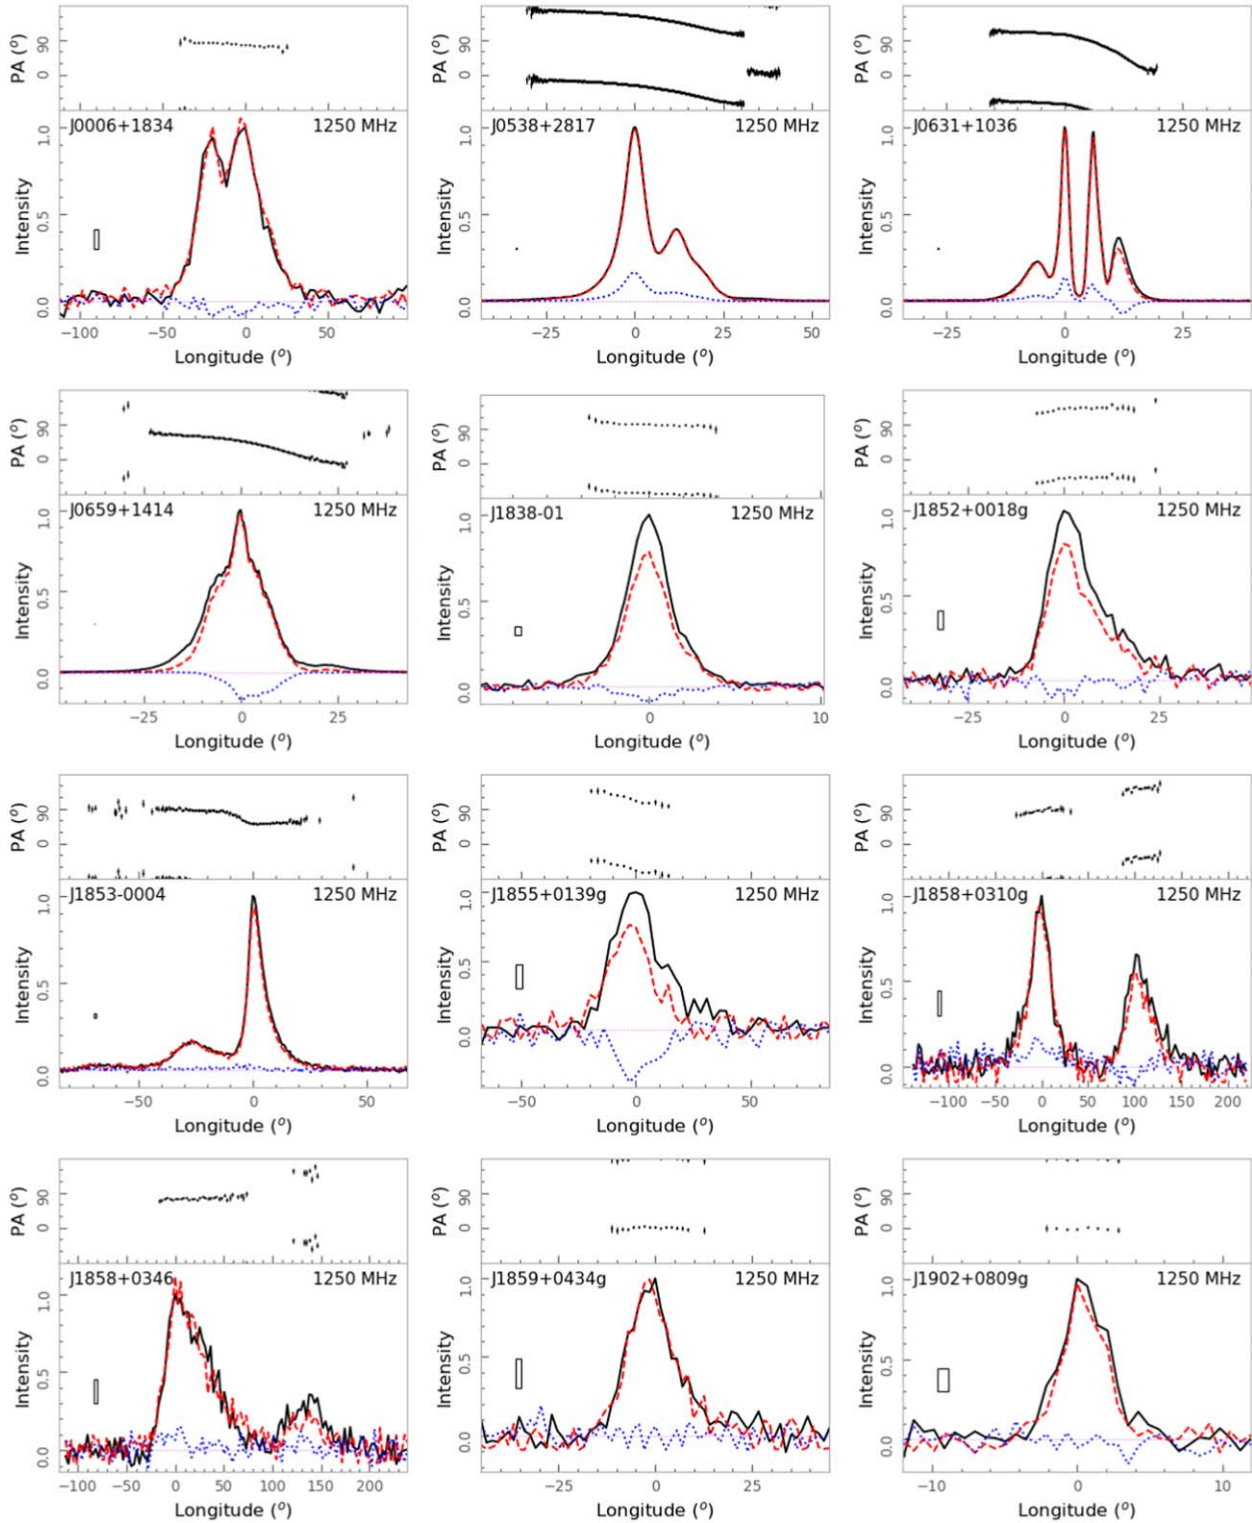 PA (°) 90 0 PA (°) 90 0 PA (°) 90 0
J0006+1834 1250 MHz J0538+2817 1250 MHz J0631+1036 1250 MHz
Intensity 1.0 0.5 0.0 Intensity 1.0 0.5 0.0 Intensity 1.0 0.5 0.0
−100 −50 0 50 −25 0 25 50 −25 0 25
Longitude (°) Longitude (°) Longitude (°)
PA (°) 90 0 PA (°) 90 0 PA (°) 90 0
J0659+1414 1250 MHz J1838-01 1250 MHz J1852+0018g 1250 MHz
Intensity 1.0 0.5 0.0 Intensity 1.0 0.5 0.0 Intensity 1.0 0.5 0.0
−25 0 25 0 10 −25 0 25
Longitude (°) Longitude (°) Longitude (°)
PA (°) 90 0 PA (°) 90 0 PA (°) 90 0
J1853-0004 1250 MHz J1855+0139g 1250 MHz J1858+0310g 1250 MHz
Intensity 1.0 0.5 0.0 Intensity 1.0 0.5 0.0 Intensity 1.0 0.5 0.0
−50 0 50 −50 0 50 −100 −50 0 50 100 150 200
Longitude (°) Longitude (°) Longitude (°)
PA (°) 90 0 PA (°) 90 0 PA (°) 90 0
J1858+0346 1250 MHz J1859+0434g 1250 MHz J1902+0809g 1250 MHz
Intensity 1.0 0.5 0.0 Intensity 1.0 0.5 0.0 Intensity 1.0 0.5 0.0
−100 −50 0 50 100 150 200 −25 0 25 −10 0 10
Longitude (°) Longitude (°) Longitude (°)